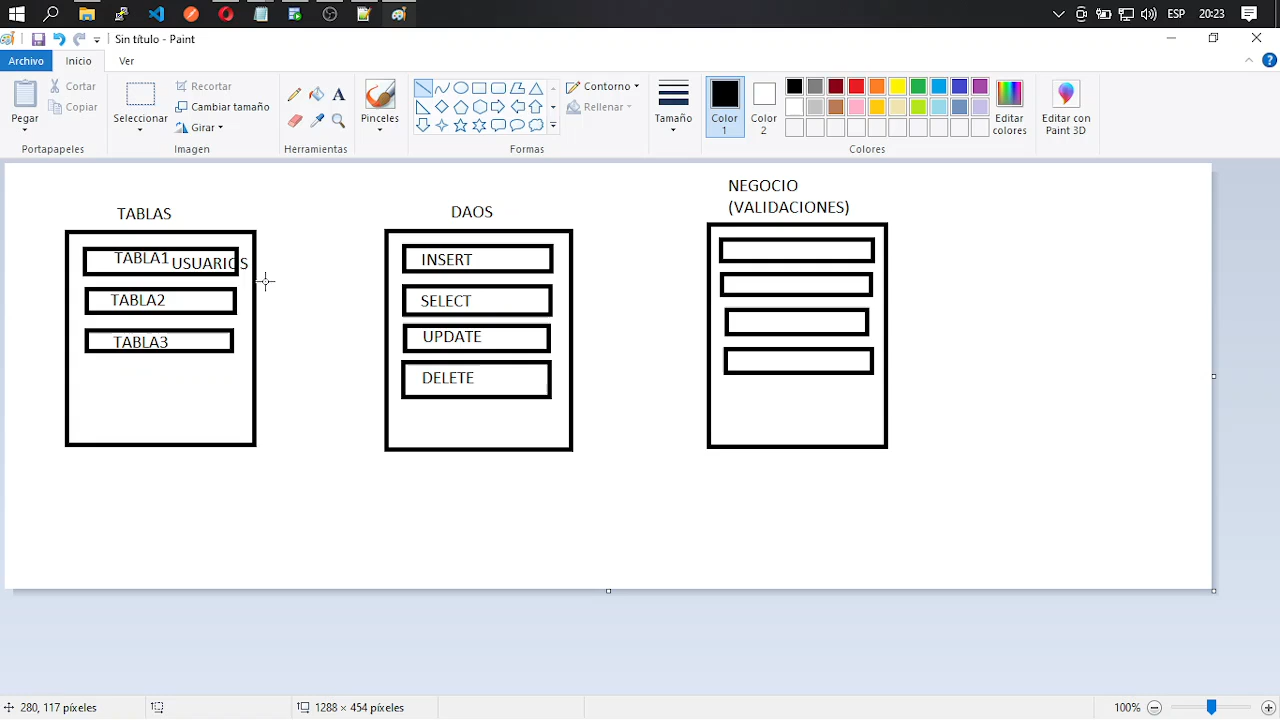 ESP
20:23
Sin título - Paint
Archivo
Inicio
Ver
Pegar
Cortar
Copiar
Portapapeles
Seleccionar
Recortar
Cambiar tamaño
Girar
Imagen
A
Herramientas
Pinceles
Contorno
Rellenar
Formas
Tamaño
Color 1
Color 2
Editar colores
Colores
Editar con Paint 3D
TABLAS
TABLA1
USUARIOS
TABLA2
TABLA3
DAOS
INSERT
SELECT
UPDATE
DELETE
NEGOCIO
(VALIDACIONES)
280, 117 píxeles
1288 × 454 píxeles
100%